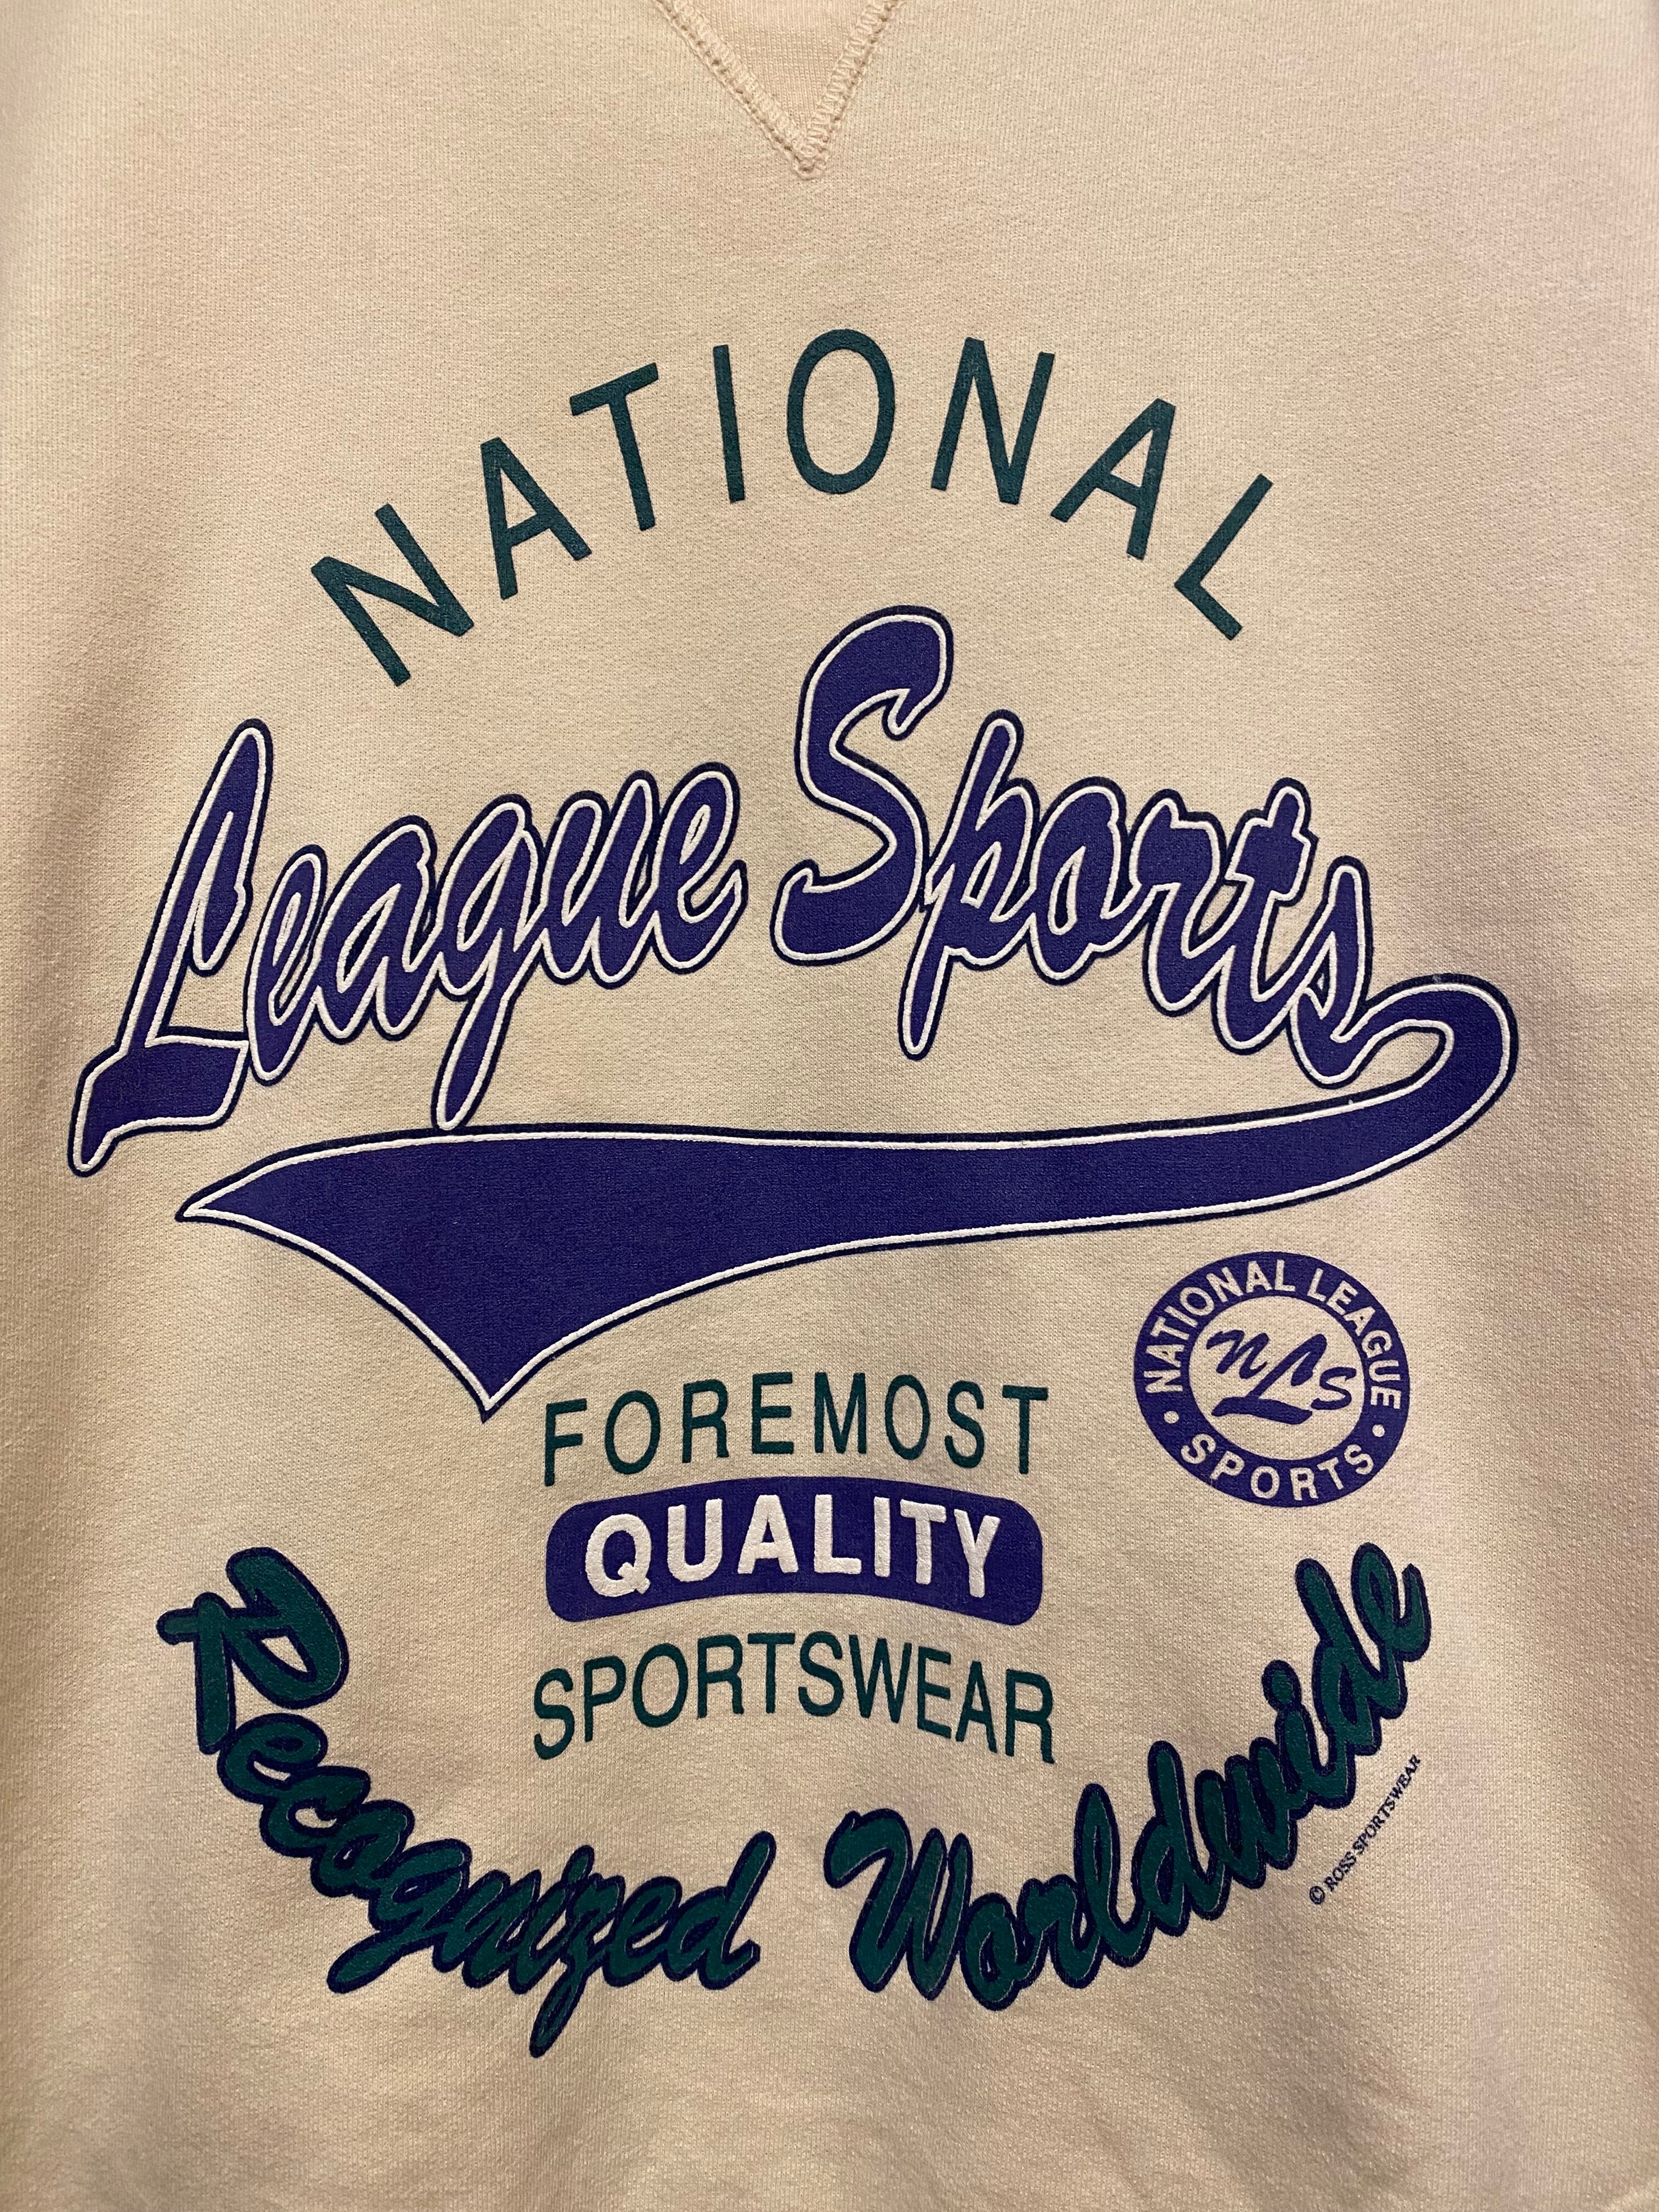 NATIONAL
League Sports
NATIONAL LEAGUE
NLS
• SPORTS •
FOREMOST
QUALITY
SPORTSWEAR
Recognized Worldwide
© ROSS SPORTSWEAR